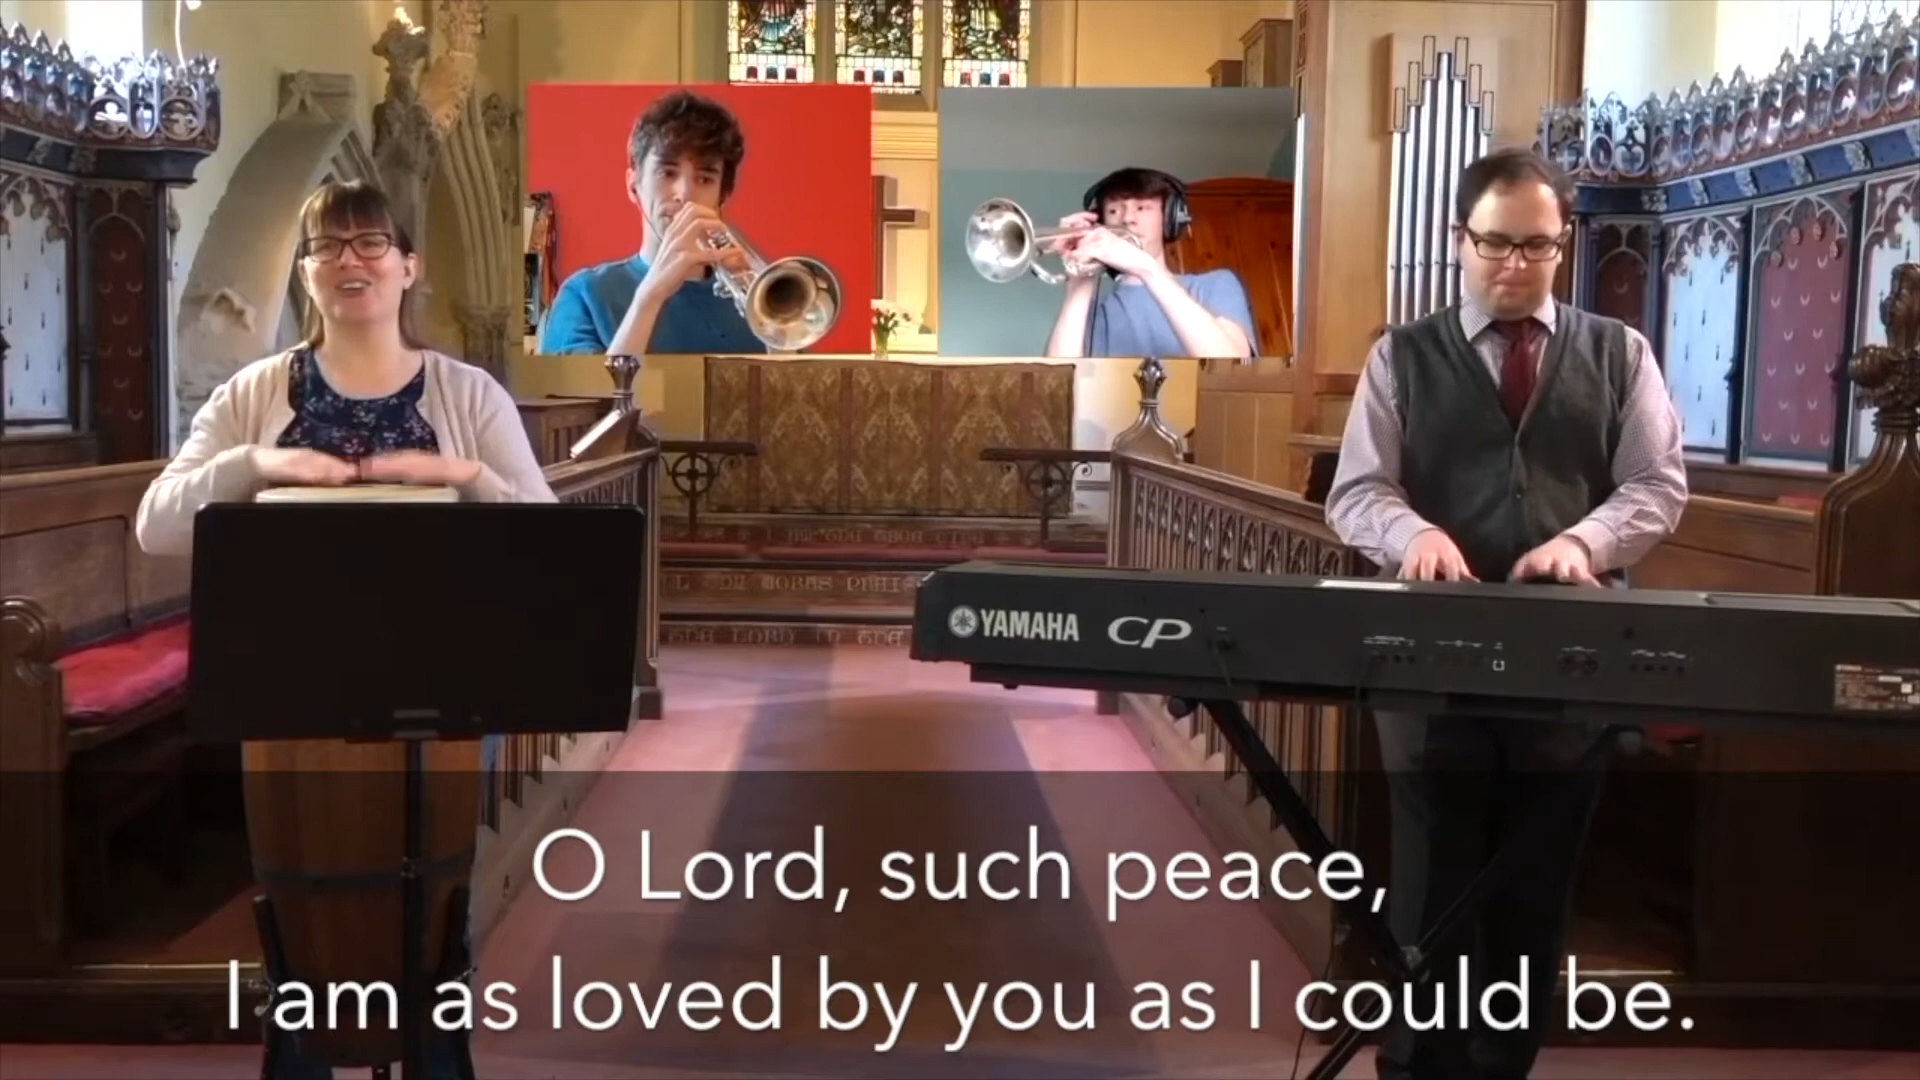 YAMAHA CP
O Lord, such peace,
I am as loved by you as I could be.